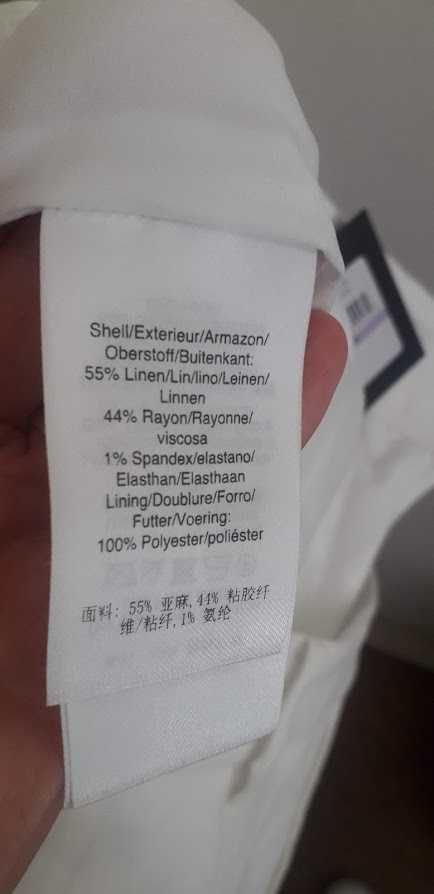 Shell/Exterieur/Armazon/
Oberstoff/Buitenkant:
55% Linen/Lin/lino/Leinen/
Linnen
44% Rayon/Rayonne/
viscosa
1% Spandex/elastano/
Elasthan/Elasthaan
Lining/Doublure/Forro/
Futter/Voering:
100% Polyester/poliéster
面料: 55% 亚麻,44% 粘胶纤
维/粘纤,1% 氨纶